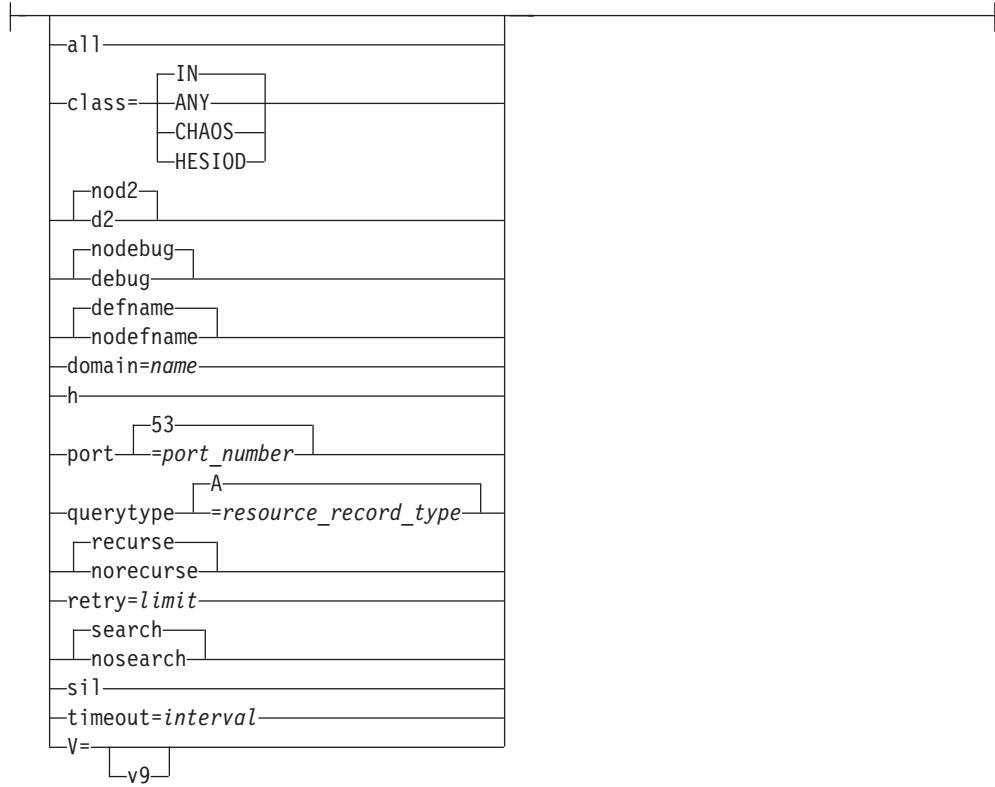 all
IN
class= ANY
CHAOS
HESIOD
nod2
d2
nodebug
debug
defname
nodefname
domain=name
h
53
port =port_number
A
querytype =resource_record_type
recurse
norecurse
retry=limit
search
nosearch
sil
timeout=interval
V=
v9